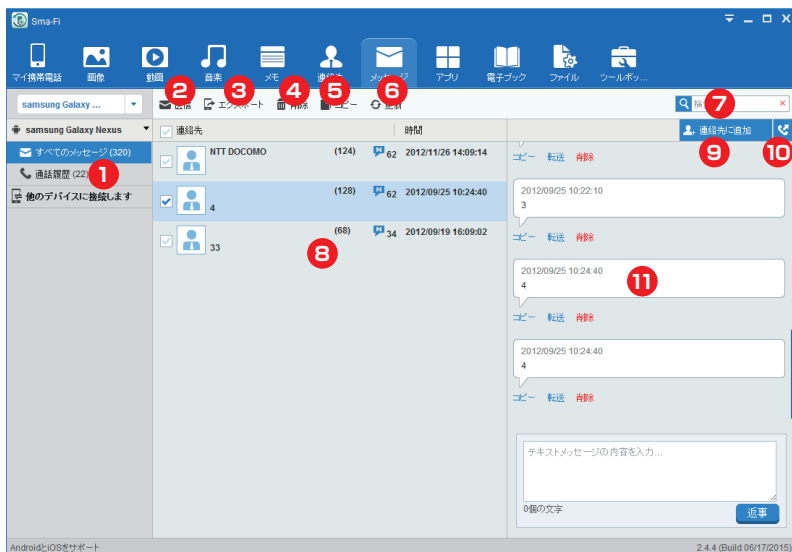 Sma-Fi
マイ携帯電話 画像 動画 音楽 メモ 連絡先 メッセージ アプリ 電子ブック ファイル ツールボッ...
samsung Galaxy ...
2 3 4 5 6 7
エクスポート 削除 コピー 更新
samsung Galaxy Nexus
連絡先 時間
連絡先に追加
すべてのメッセージ (320)
通話履歴 (22)
1
他のデバイスに接続します
NTT DOCOMO (124) 62 2012/11/26 14:09:14
4 (128) 62 2012/09/25 10:24:40
33 (68) 34 2012/09/19 16:09:02
8
9
10
コピー 転送 削除
2012/09/25 10:22:10
3
コピー 転送 削除
2012/09/25 10:24:40
4
11
コピー 転送 削除
2012/09/25 10:24:40
4
コピー 転送 削除
テキストメッセージの内容を入力...
0個の文字
返事
AndroidとiOSをサポート
2.4.4 (Build 06/17/2015)